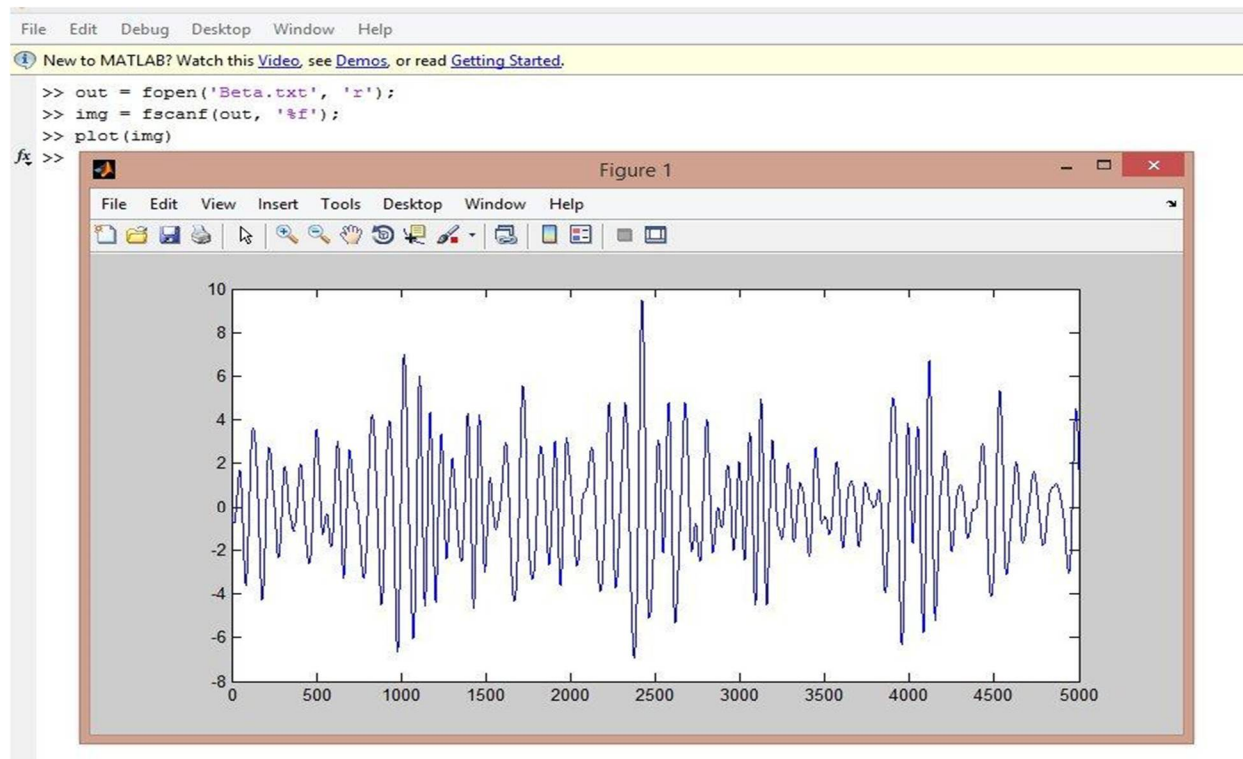 File Edit Debug Desktop Window Help
New to MATLAB? Watch this Video, see Demos, or read Getting Started.
>> out = fopen('Beta.txt', 'r');
>> img = fscanf(out, '%f');
>> plot(img)
fx >>
Figure 1
File Edit View Insert Tools Desktop Window Help
10
8
6
4
2
0
-2
-4
-6
-8
0 500 1000 1500 2000 2500 3000 3500 4000 4500 5000